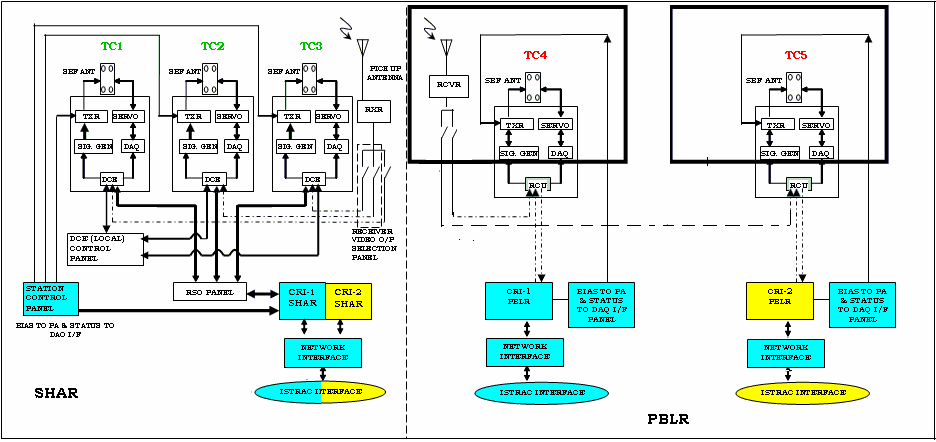 TC1
TC2
TC3
TC4
TC5
SEF ANT
SEF ANT
SEF ANT
PICK UP
ANTENNA
RCVR
SEF ANT
SEF ANT
RXR
TXR
SERVO
TXR
SERVO
TXR
SERVO
TXR
SERVO
TXR
SERVO
SIG. GEN
DAQ
SIG. GEN
DAQ
SIG. GEN
DAQ
SIG. GEN
DAQ
SIG. GEN
DAQ
DCE
DCE
DCE
RCU
RCU
DCE (LOCAL)
CONTROL
PANEL
RECEIVER
VIDEO O/P
SELECTION
PANEL
STATION
CONTROL
PANEL
RSO PANEL
CRI-1
SHAR
CRI-2
SHAR
CRI-1
PBLR
BIAS TO PA
& STATUS
TO DAQ I/F
PANEL
CRI-2
PBLR
BIAS TO PA
& STATUS
TO DAQ I/F
PANEL
BIAS TO PA & STATUS TO
DAQ I/F
NETWORK
INTERFACE
NETWORK
INTERFACE
NETWORK
INTERFACE
ISTRAC INTERFACE
ISTRAC INTERFACE
ISTRAC INTERFACE
SHAR
PBLR